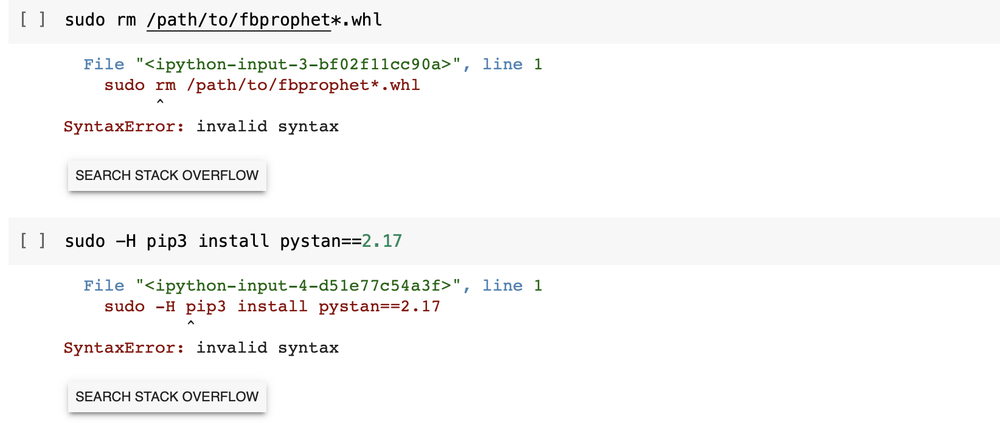 [ ] sudo rm /path/to/fbprophet*.whl
File "<ipython-input-3-bf02f11cc90a>", line 1
sudo rm /path/to/fbprophet*.whl
^
SyntaxError: invalid syntax
SEARCH STACK OVERFLOW
[ ] sudo -H pip3 install pystan==2.17
File "<ipython-input-4-d51e77c54a3f>", line 1
sudo -H pip3 install pystan==2.17
^
SyntaxError: invalid syntax
SEARCH STACK OVERFLOW